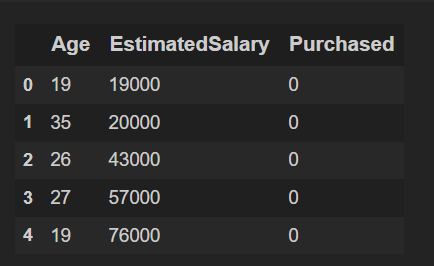 Age EstimatedSalary Purchased
0 19 19000 0
1 35 20000 0
2 26 43000 0
3 27 57000 0
4 19 76000 0